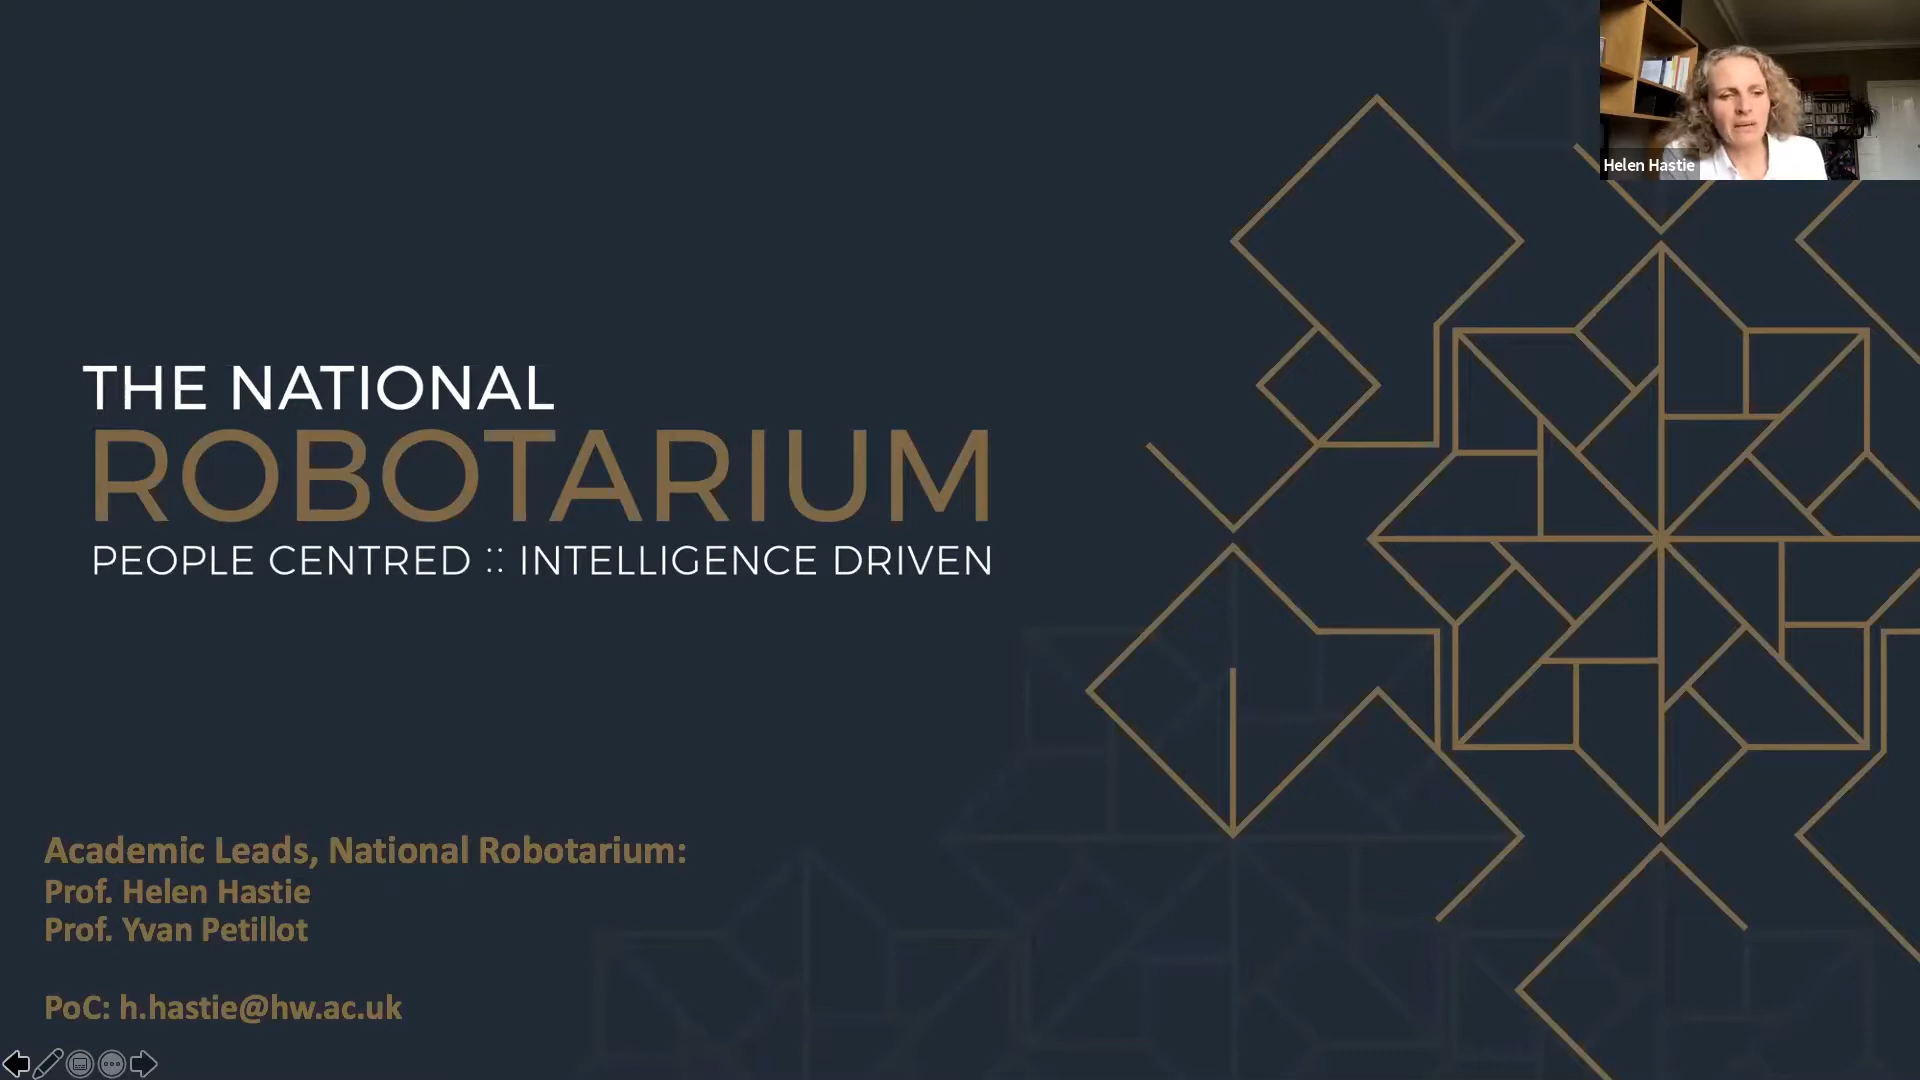 Helen Hastie
THE NATIONAL
ROBOTARIUM
PEOPLE CENTRED :: INTELLIGENCE DRIVEN
Academic Leads, National Robotarium:
Prof. Helen Hastie
Prof. Yvan Petillot
PoC: h.hastie@hw.ac.uk